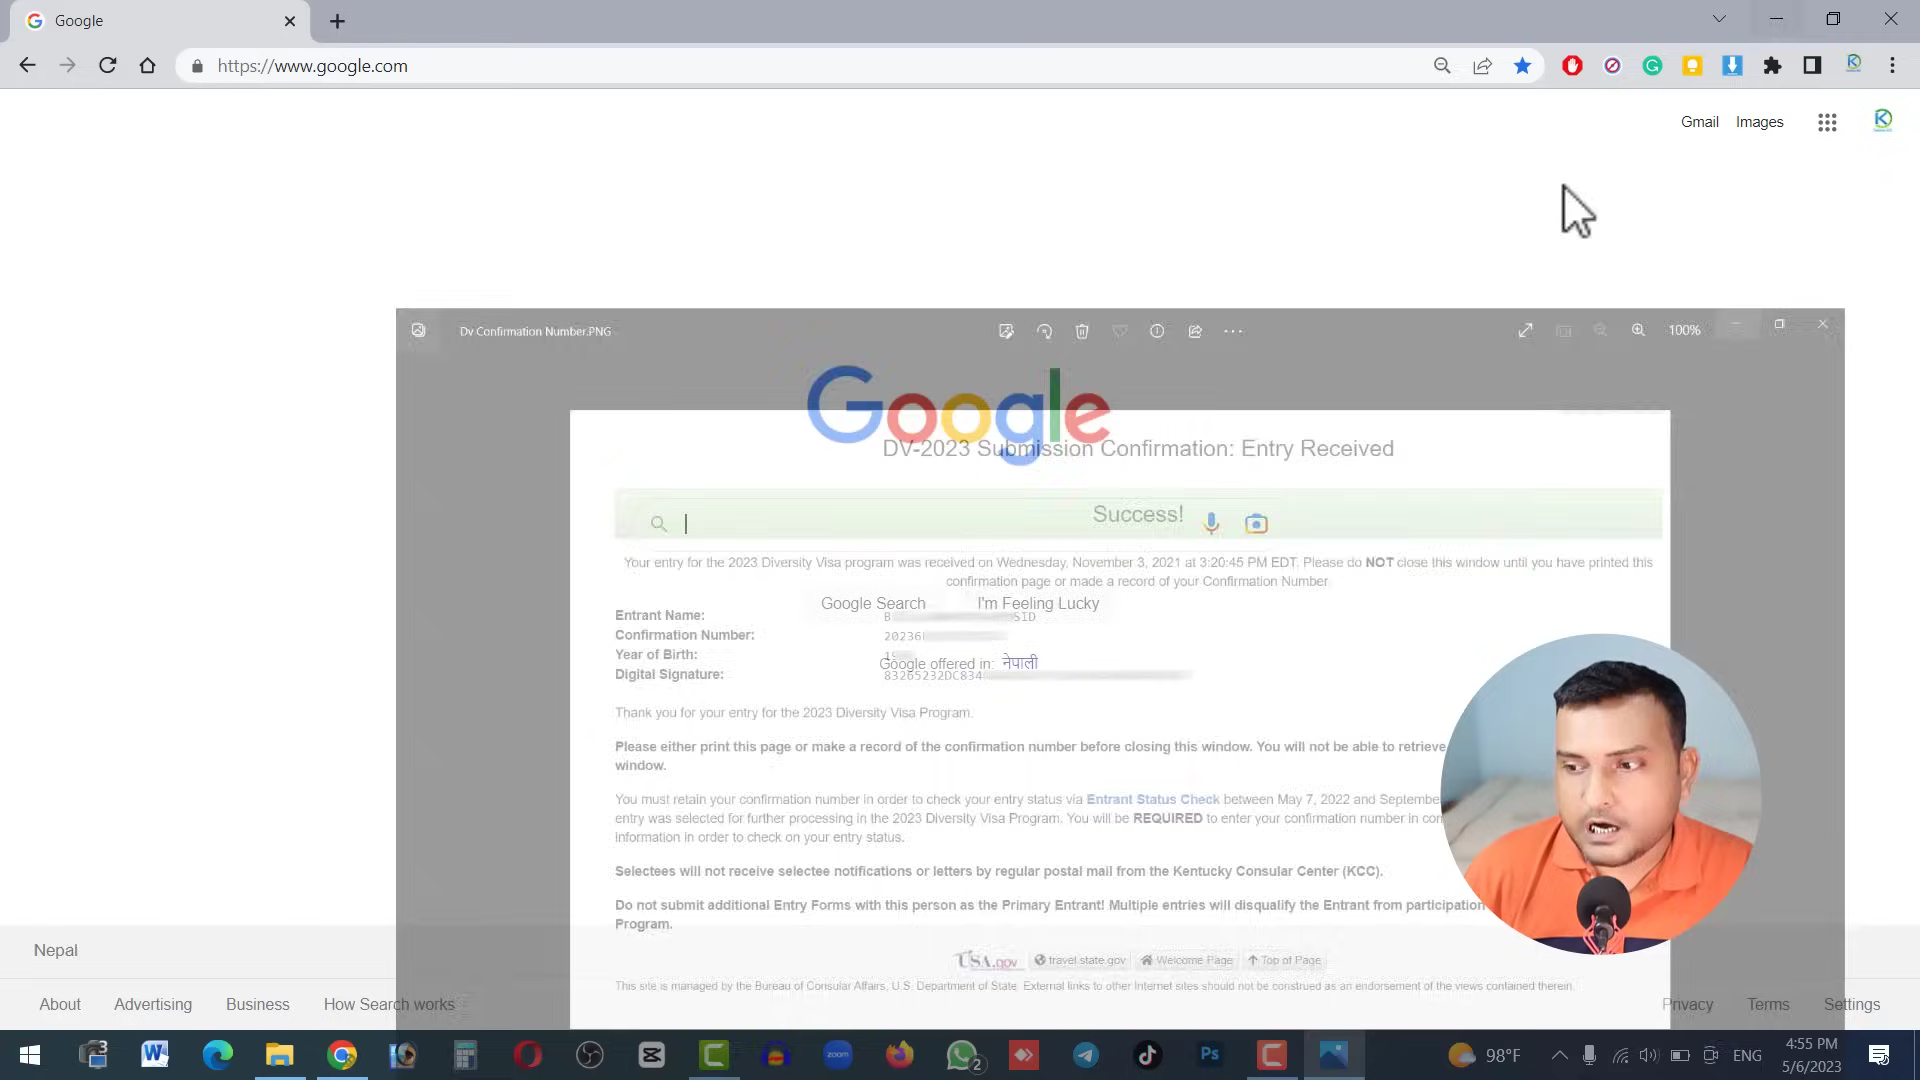 Google
https://www.google.com
Gmail Images
Dv Confirmation Number.PNG
100%
Google
DV-2023 Submission Confirmation: Entry Received
Success!
Your entry for the 2023 Diversity Visa program was received on Wednesday, November 3, 2021 at 3:20:45 PM EDT. Please do NOT close this window until you have printed this
confirmation page or made a record of your Confirmation Number.
Google Search I'm Feeling Lucky
Entrant Name: B SID
Confirmation Number: 20236
Year of Birth:
Google offered in: नेपाली
Digital Signature: 83265232DC834
Thank you for your entry for the 2023 Diversity Visa Program.
Please either print this page or make a record of the confirmation number before closing this window. You will not be able to retrieve
window.
You must retain your confirmation number in order to check your entry status via Entrant Status Check between May 7, 2022 and September
entry was selected for further processing in the 2023 Diversity Visa Program. You will be REQUIRED to enter your confirmation number in con
information in order to check on your entry status.
Selectees will not receive selectee notifications or letters by regular postal mail from the Kentucky Consular Center (KCC).
Do not submit additional Entry Forms with this person as the Primary Entrant! Multiple entries will disqualify the Entrant from participation
Program.
Nepal
USA.gov travel.state.gov Welcome Page Top of Page
This site is managed by the Bureau of Consular Affairs, U.S. Department of State. External links to other Internet sites should not be construed as an endorsement of the views contained therein.
About Advertising Business How Search works Privacy Terms Settings
3 zoom 2 Ps 98°F ENG 4:55 PM
5/6/2023